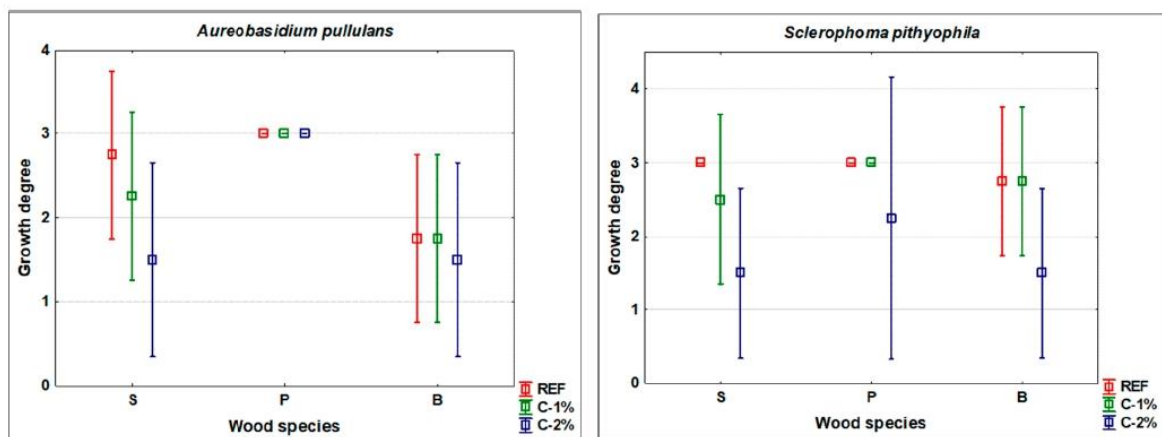 Aureobasidium pullulans
4
3
2
1
0
Growth degree
S P B
Wood species
REF
C-1%
C-2%
Sclerophoma pithyophila
4
3
2
1
0
Growth degree
S P B
Wood species
REF
C-1%
C-2%